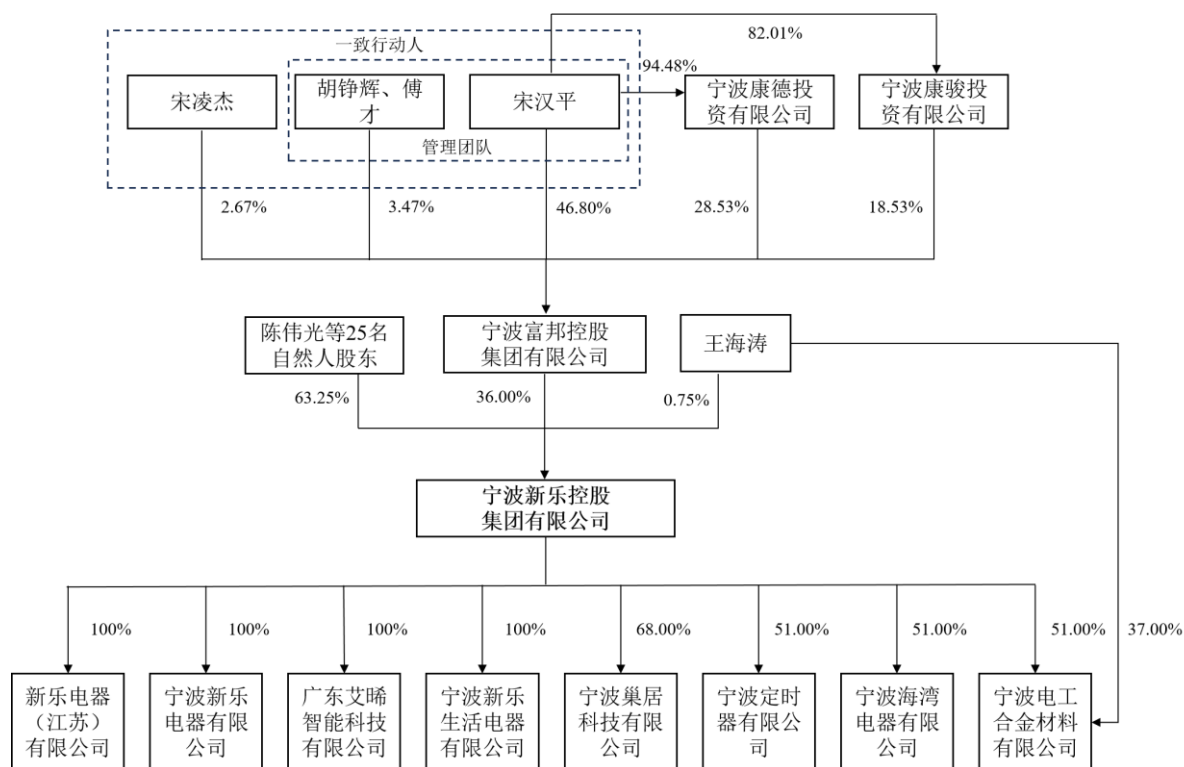 82.01%
一致行动人
94.48%
宋凌杰
胡铮辉、傅
才
宋汉平
宁波康德投
资有限公司
宁波康骏投
资有限公司
管理团队
2.67%
3.47%
46.80%
28.53%
18.53%
陈伟光等25名
自然人股东
宁波富邦控股
集团有限公司
王海涛
63.25%
36.00%
0.75%
宁波新乐控股
集团有限公司
100%
100%
100%
100%
68.00%
51.00%
51.00%
51.00%
37.00%
新乐电器
（江苏）
有限公司
宁波新乐
电器有限公
司
广东艾晞
智能科技
有限公司
宁波新乐
生活电器
有限公司
宁波巢居
科技有限
公司
宁波定时
器有限公
司
宁波海湾
电器有限
公司
宁波电工
合金材料
有限公司